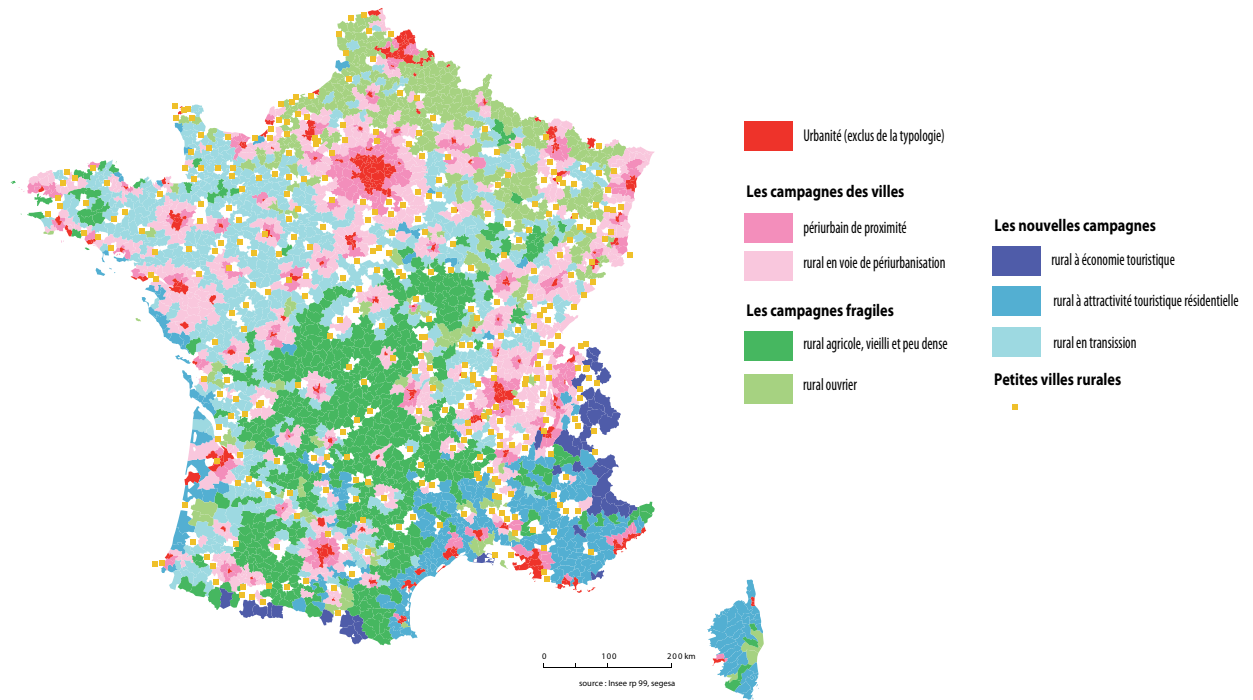 Urbanité (exclus de la typologie)
Les campagnes des villes
périurbain de proximité
rural en voie de périurbanisation
Les campagnes fragiles
rural agricole, vieilli et peu dense
rural ouvrier
Les nouvelles campagnes
rural à économie touristique
rural à attractivité touristique résidentielle
rural en transission
Petites villes rurales
0 100 200 km
source : Insee rp 99, segesa